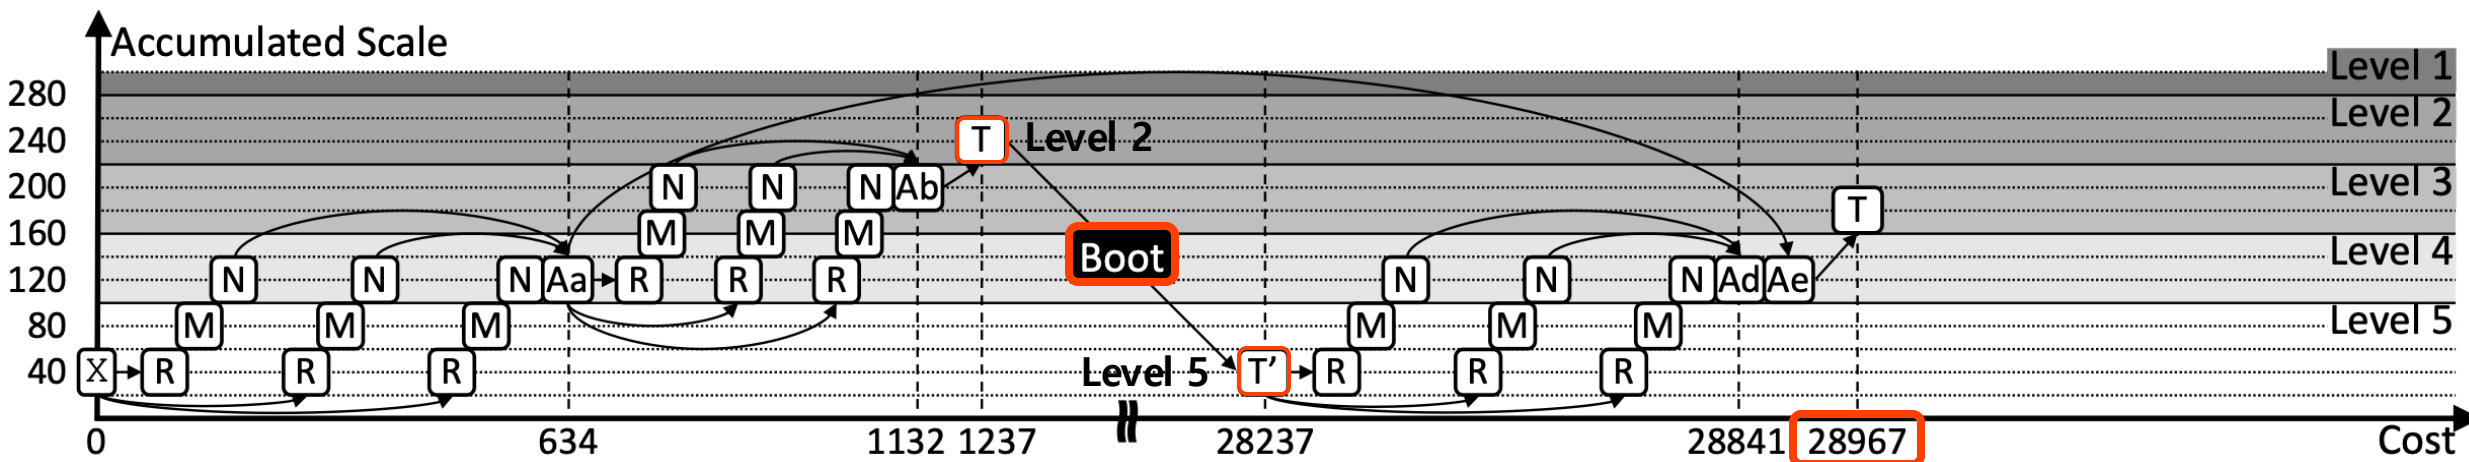 Accumulated Scale
Level 1
280
Level 2
240
T
Level 2
200
N
N
N
Ab
T
Level 3
160
M
M
M
Boot
Level 4
120
N
N
N
Aa
R
R
R
N
N
N
Ad
Ae
80
M
M
M
M
M
M
Level 5
40
X
R
R
R
Level 5
T’
R
R
R
0
634
1132
1237
28237
28841
28967
Cost